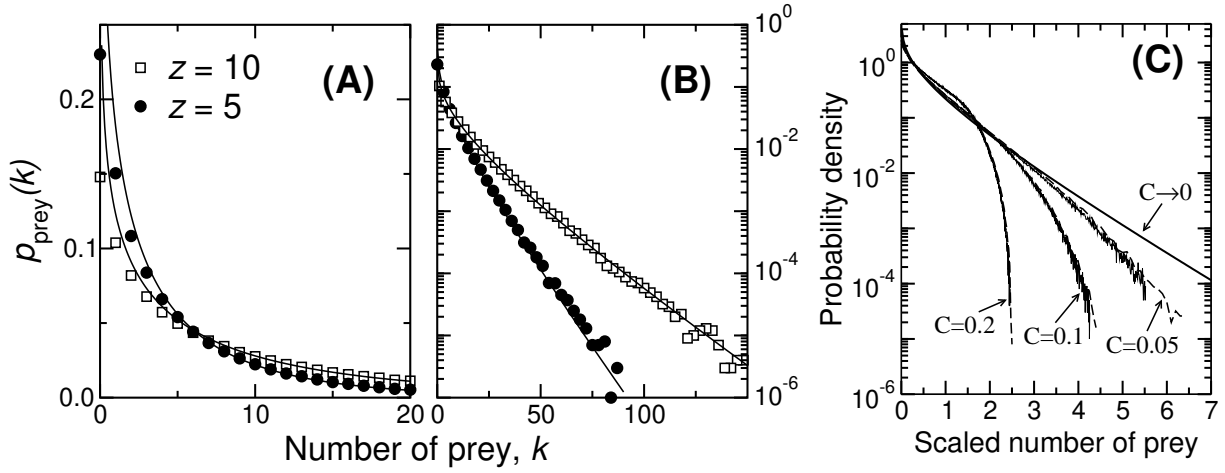 (A)
z = 10
z = 5
0.2
0.1
0.0
p_prey(k)
0
10
20
(B)
10^0
10^-2
10^-4
10^-6
0
50
100
Number of prey, k
(C)
10^0
10^-2
10^-4
10^-6
Probability density
C→0
C=0.2
C=0.1
C=0.05
0 1 2 3 4 5 6 7
Scaled number of prey